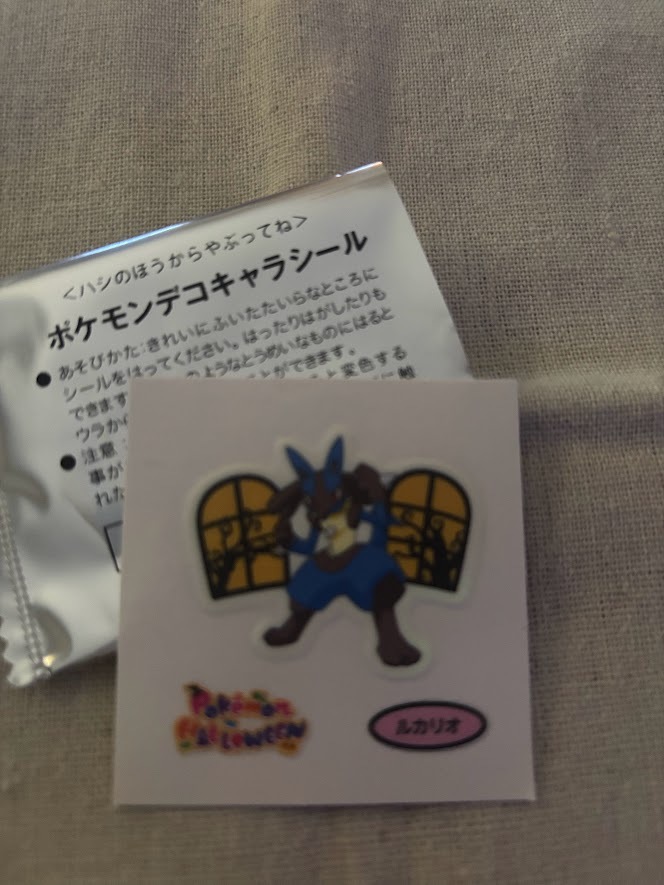 <ハシのほうからやぶってね>
ポケモンデコキャラシール
● あそびかた:きれいにふいたたいらなところに
シールをはってください。はったりはがしたりも
できます のようなとうめいなものにはると
ウラか ことができます。
● 注意: と変色する
事が に触
れた
Pokémon
HALLOWEEN
ルカリオ